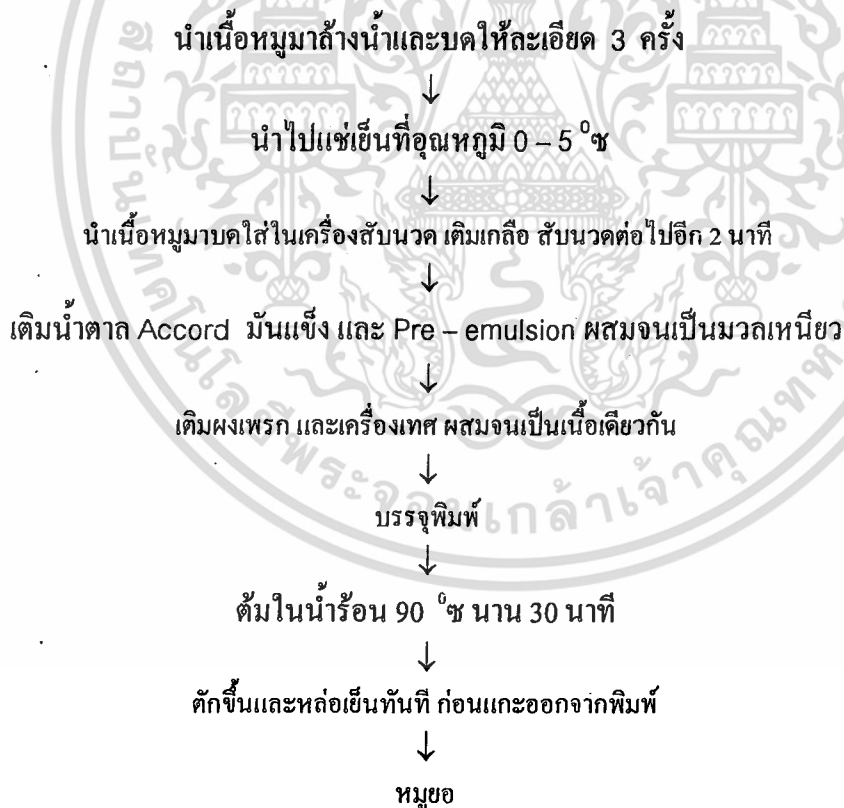 นำเนื้อหมูมาล้างน้ำและบดให้ละเอียด 3 ครั้ง
↓
นำไปแช่เย็นที่อุณหภูมิ 0 – 5 ⁰ซ
↓
นำเนื้อหมูมาบดใส่ในเครื่องสับนวด เติมเกลือ สับนวดต่อไปอีก 2 นาที
↓
เติมน้ำตาล Accord มันแข็ง และ Pre – emulsion ผสมจนเป็นมวลเหนียว
↓
เติมผงเพรก และเครื่องเทศ ผสมจนเป็นเนื้อเดียวกัน
↓
บรรจุพิมพ์
↓
ต้มในน้ำร้อน 90 ⁰ซ นาน 30 นาที
↓
ตักขึ้นและหล่อเย็นทันที ก่อนแกะออกจากพิมพ์
↓
หมูยอ